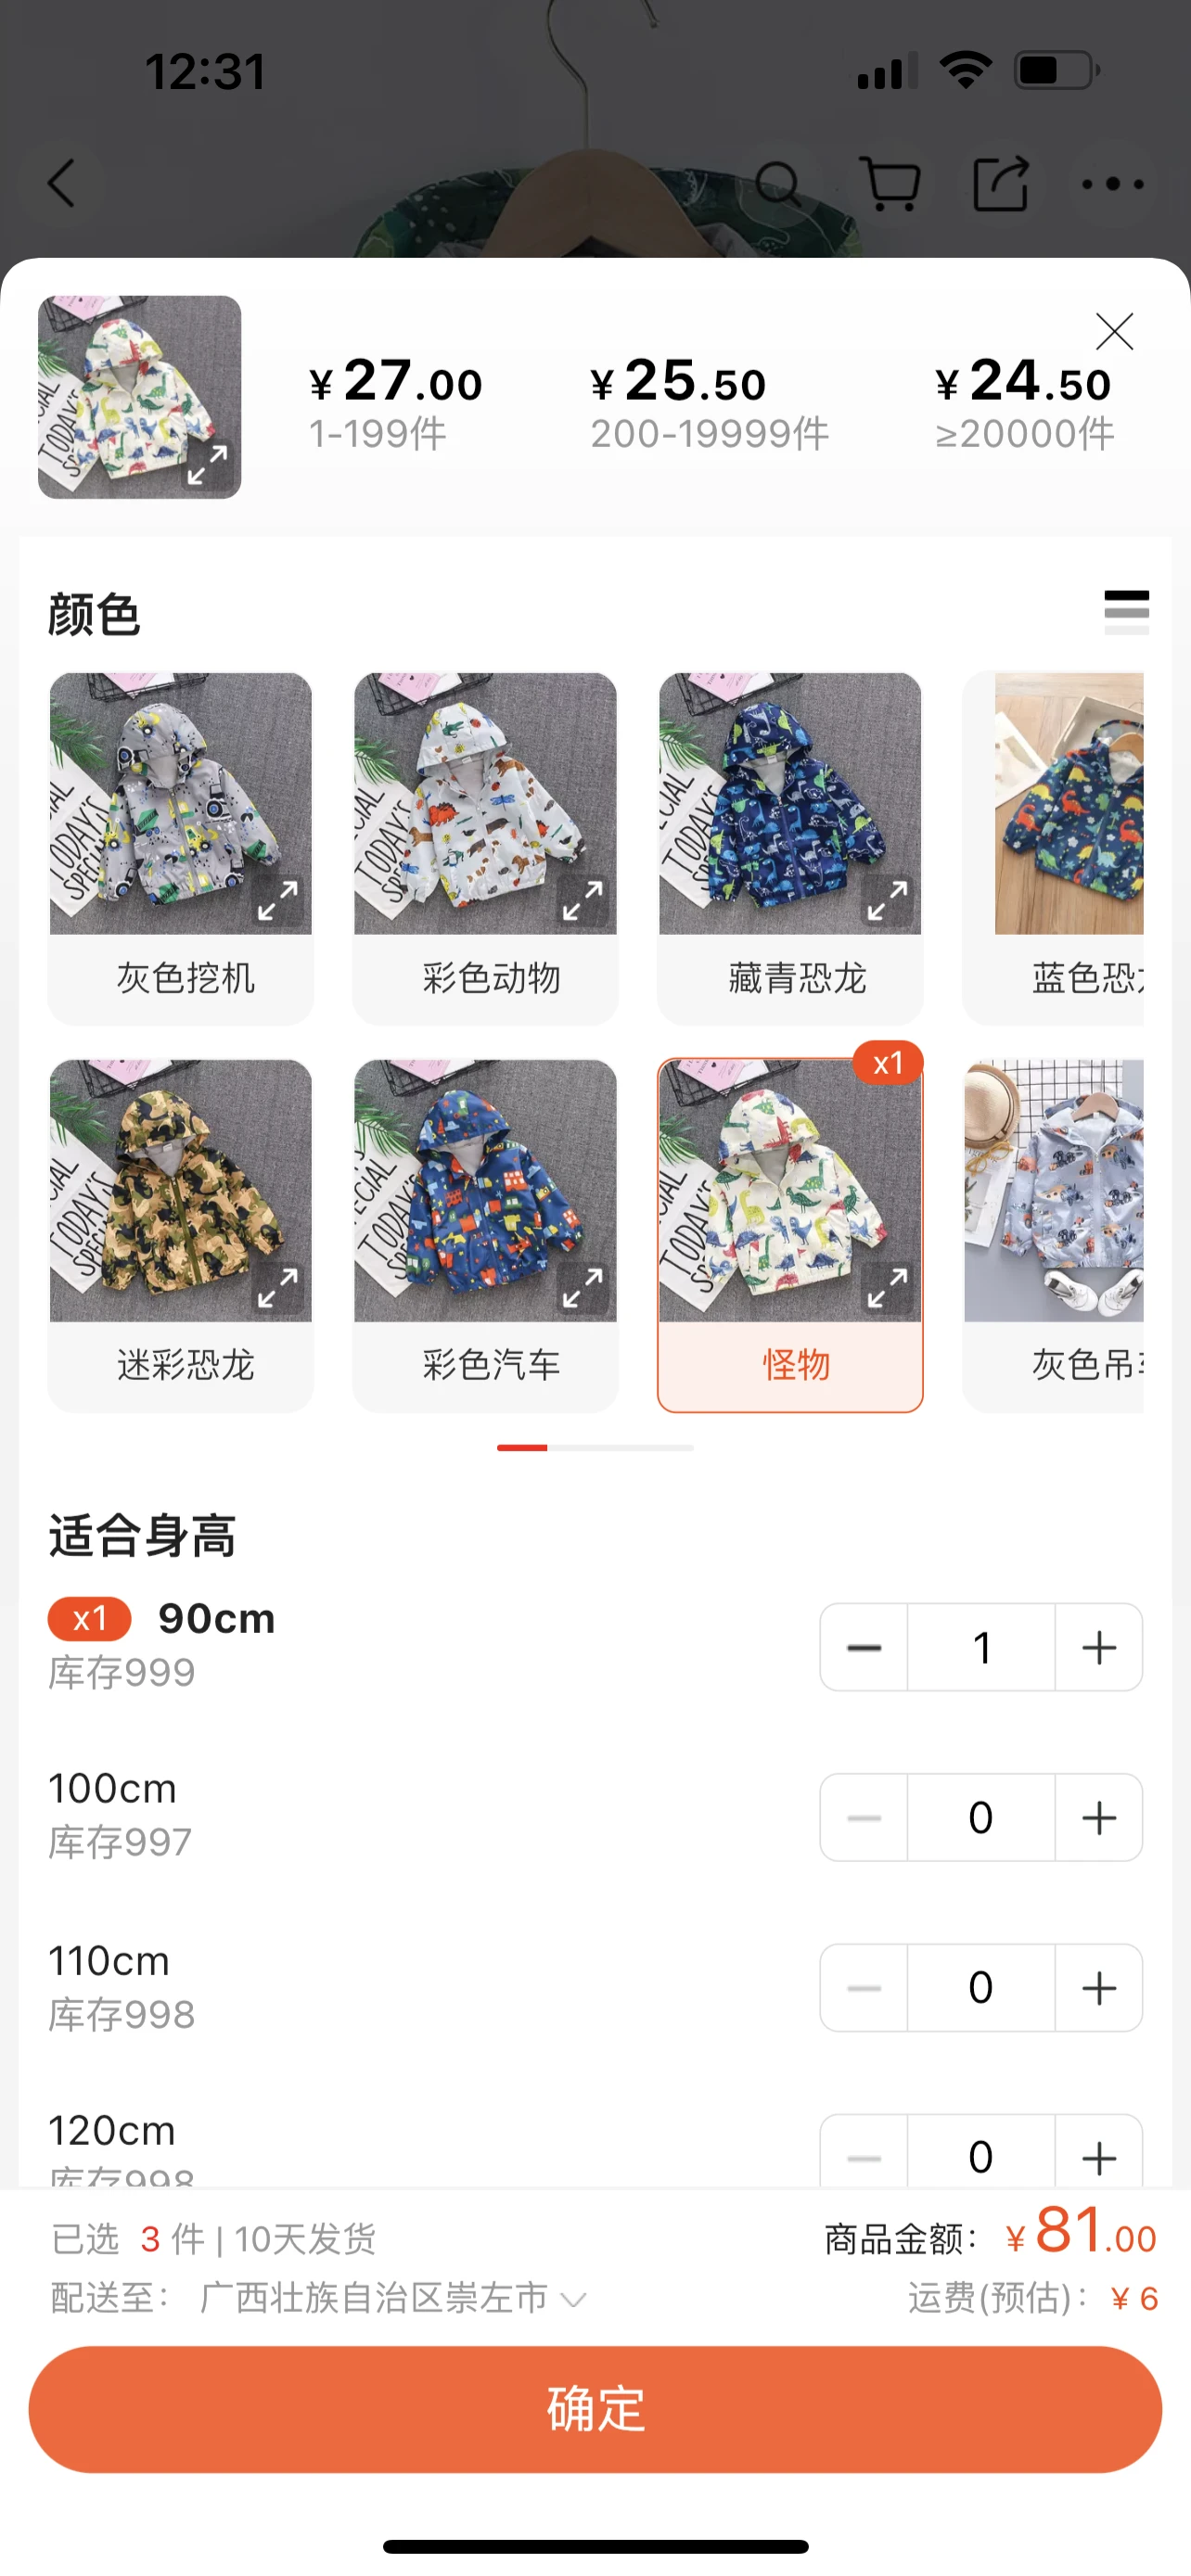 12:31
¥27.00 ¥25.50 ¥24.50
1-199件 200-19999件 ≥20000件
颜色
TODAY'S
灰色挖机 彩色动物 藏青恐龙 蓝色恐
x1
迷彩恐龙 彩色汽车 怪物 灰色吊
适合身高
x1 90cm
库存999
1
100cm
库存997
0
110cm
库存998
0
120cm
库存998
0
已选 3 件 | 10天发货 商品金额: ¥81.00
配送至: 广西壮族自治区崇左市 运费(预估): ¥6
确定